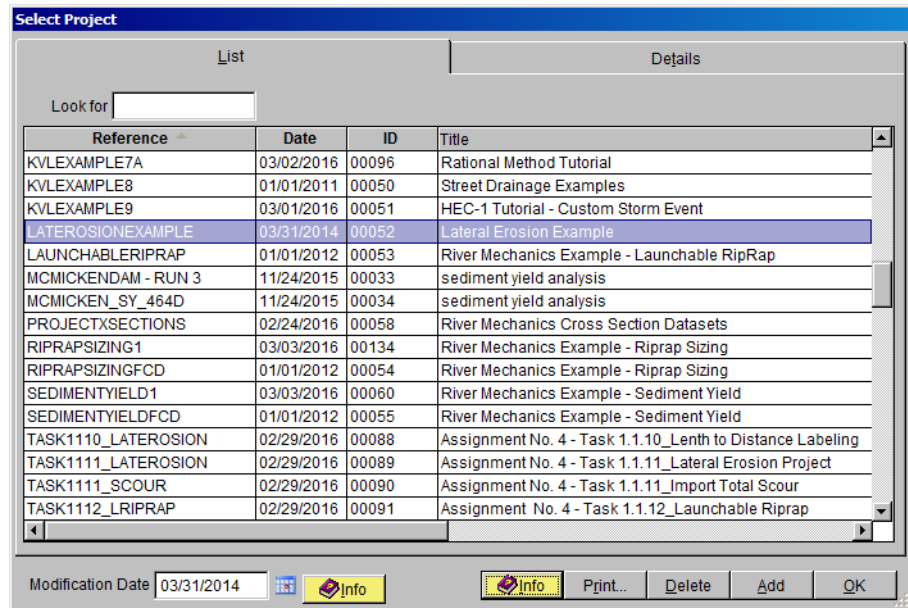 Select Project
List Details
Look for
Reference Date ID Title
KVLEXAMPLE7A 03/02/2016 00096 Rational Method Tutorial
KVLEXAMPLE8 01/01/2011 00050 Street Drainage Examples
KVLEXAMPLE9 03/01/2016 00051 HEC-1 Tutorial - Custom Storm Event
LATEROSIONEXAMPLE 03/31/2014 00052 Lateral Erosion Example
LAUNCHABLERIPRAP 01/01/2012 00053 River Mechanics Example - Launchable RipRap
MCMICKENDAM - RUN 3 11/24/2015 00033 sediment yield analysis
MCMICKEN_SY_464D 11/24/2015 00034 sediment yield analysis
PROJECTXSECTIONS 02/24/2016 00058 River Mechanics Cross Section Datasets
RIPRAPSIZING1 03/03/2016 00134 River Mechanics Example - Riprap Sizing
RIPRAPSIZINGFCD 01/01/2012 00054 River Mechanics Example - Riprap Sizing
SEDIMENTYIELD1 03/03/2016 00060 River Mechanics Example - Sediment Yield
SEDIMENTYIELDFCD 01/01/2012 00055 River Mechanics Example - Sediment Yield
TASK1110_LATEROSION 02/29/2016 00088 Assignment No. 4 - Task 1.1.10_Lenth to Distance Labeling
TASK1111_LATEROSION 02/29/2016 00089 Assignment No. 4 - Task 1.1.11_Lateral Erosion Project
TASK1111_SCOUR 02/29/2016 00090 Assignment No. 4 - Task 1.1.11_Import Total Scour
TASK1112_LRIPRAP 02/29/2016 00091 Assignment No. 4 - Task 1.1.12_Launchable Riprap
Modification Date 03/31/2014 Info Info Print... Delete Add OK